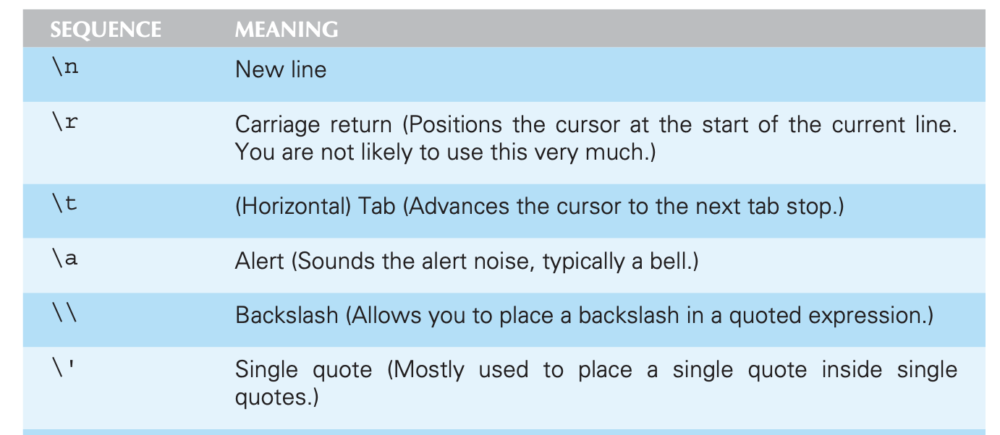 SEQUENCE MEANING
\n New line
\r Carriage return (Positions the cursor at the start of the current line.
You are not likely to use this very much.)
\t (Horizontal) Tab (Advances the cursor to the next tab stop.)
\a Alert (Sounds the alert noise, typically a bell.)
\\ Backslash (Allows you to place a backslash in a quoted expression.)
\' Single quote (Mostly used to place a single quote inside single
quotes.)